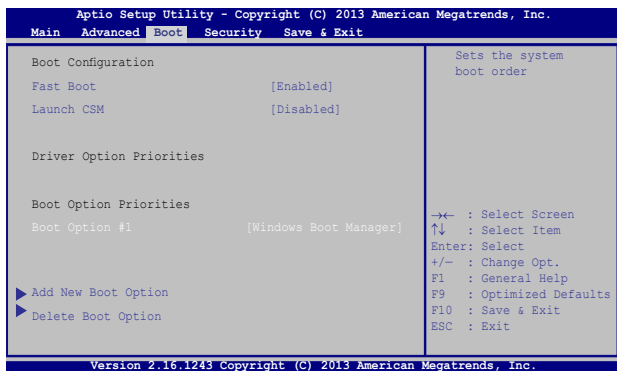 Aptio Setup Utility - Copyright (C) 2013 American Megatrends, Inc.
Main Advanced Boot Security Save & Exit
Boot Configuration
Fast Boot [Enabled]
Launch CSM [Disabled]
Driver Option Priorities
Boot Option Priorities
Boot Option #1 [Windows Boot Manager]
Add New Boot Option
Delete Boot Option
Sets the system
boot order
→← : Select Screen
↑↓ : Select Item
Enter: Select
+/— : Change Opt.
F1 : General Help
F9 : Optimized Defaults
F10 : Save & Exit
ESC : Exit
Version 2.16.1243 Copyright (C) 2013 American Megatrends, Inc.